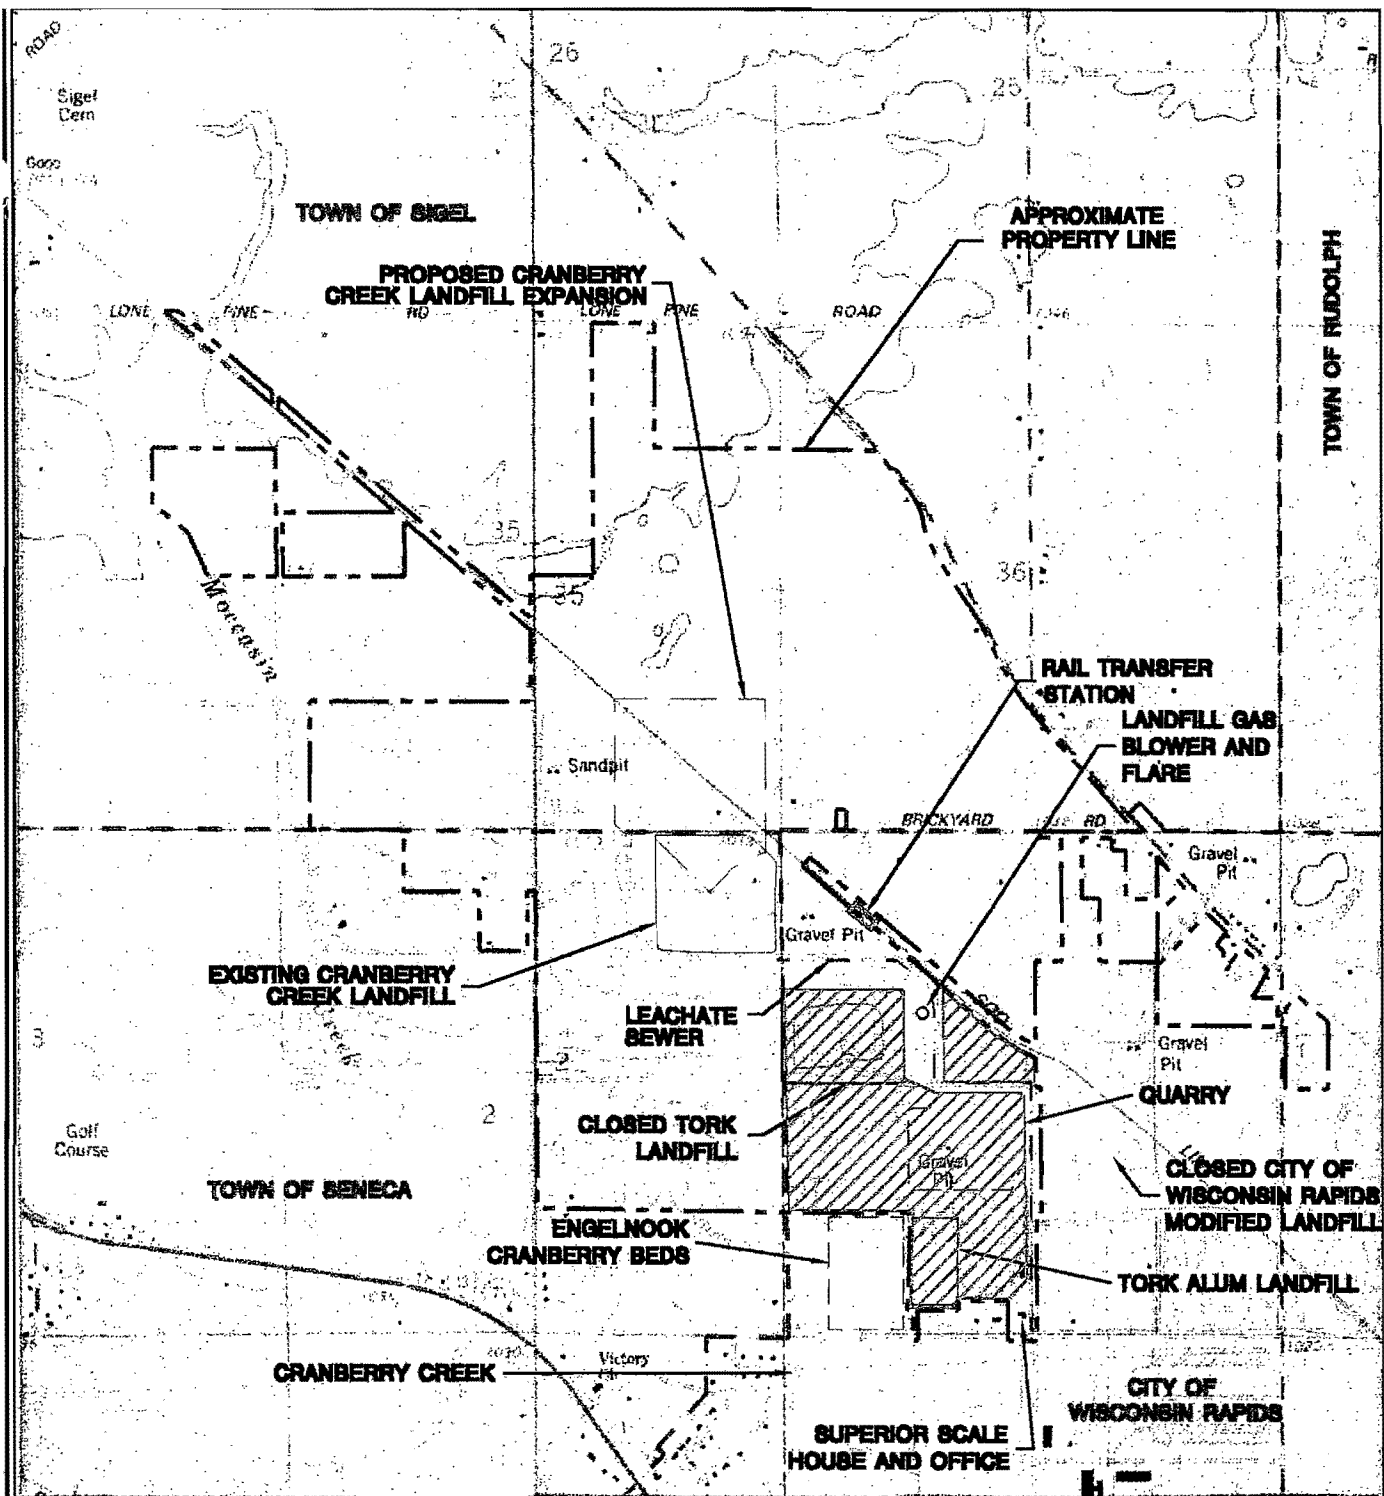 ROAD
26
25
Sigel
Cem
TOWN OF SIGEL
APPROXIMATE
PROPERTY LINE
TOWN OF RUDOLPH
PROPOSED CRANBERRY
CREEK LANDFILL EXPANSION
LONE PINE RD
LONE PINE ROAD
35
35
36
Moccasin
RAIL TRANSFER
STATION
LANDFILL GAS
BLOWER AND
FLARE
Sandpit
BRICKYARD RD
Gravel
Pit
Gravel Pit
EXISTING CRANBERRY
CREEK LANDFILL
LEACHATE
SEWER
Creek
3
2
2
Gravel
Pit
QUARRY
CLOSED TORK
LANDFILL
Golf
Course
Gravel
Pit
CLOSED CITY OF
WISCONSIN RAPIDS
MODIFIED LANDFILL
TOWN OF SENECA
ENGELNOOK
CRANBERRY BEDS
TORK ALUM LANDFILL
Victory
CRANBERRY CREEK
CITY OF
WISCONSIN RAPIDS
SUPERIOR SCALE
HOUSE AND OFFICE